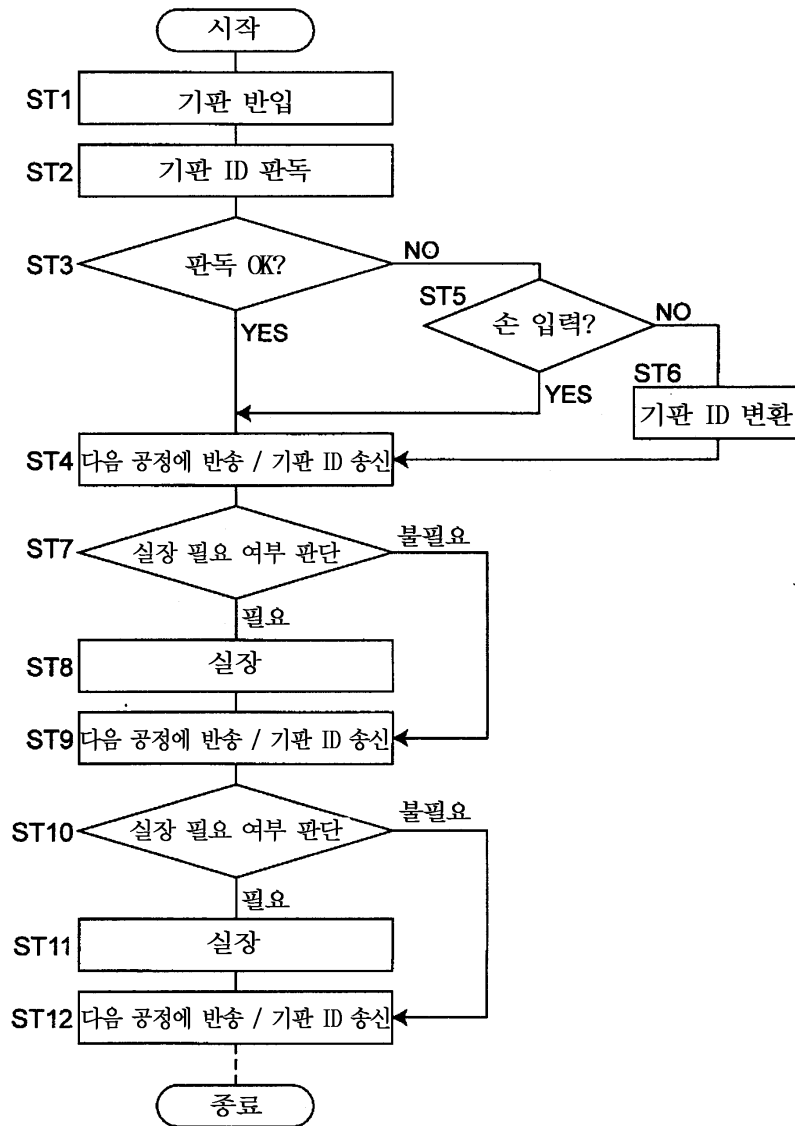 시작
ST1 기판 반입
ST2 기판 ID 판독
ST3 판독 OK? NO
YES
ST5 손 입력? NO
YES
ST6
기판 ID 변환
ST4 다음 공정에 반송 / 기판 ID 송신
ST7 실장 필요 여부 판단 불필요
필요
ST8 실장
ST9 다음 공정에 반송 / 기판 ID 송신
ST10 실장 필요 여부 판단 불필요
필요
ST11 실장
ST12 다음 공정에 반송 / 기판 ID 송신
종료